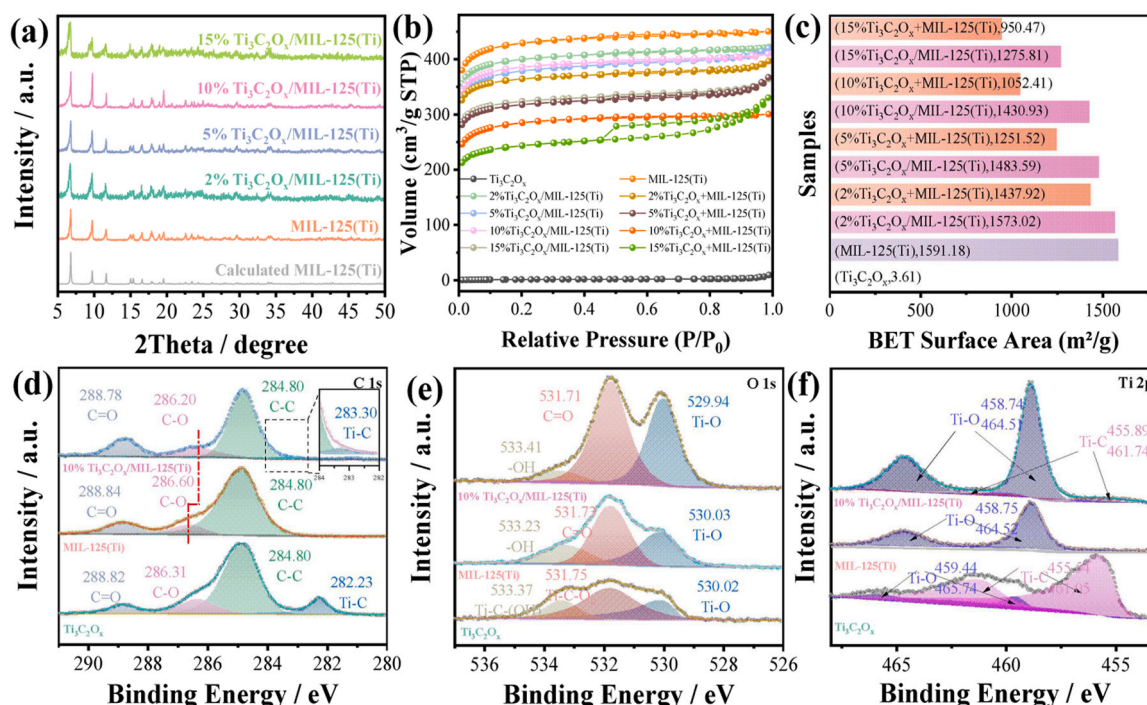 (a)
15% Ti₃C₂Oₓ/MIL-125(Ti)
10% Ti₃C₂Oₓ/MIL-125(Ti)
5% Ti₃C₂Oₓ/MIL-125(Ti)
2% Ti₃C₂Oₓ/MIL-125(Ti)
MIL-125(Ti)
Calculated MIL-125(Ti)
Intensity / a.u.
5 10 15 20 25 30 35 40 45 50
2Theta / degree
(b)
Volume (cm³/g STP)
400
300
200
100
0
Ti₃C₂Oₓ MIL-125(Ti)
2%Ti₃C₂Oₓ/MIL-125(Ti) 2%Ti₃C₂Oₓ+MIL-125(Ti)
5%Ti₃C₂Oₓ/MIL-125(Ti) 5%Ti₃C₂Oₓ+MIL-125(Ti)
10%Ti₃C₂Oₓ/MIL-125(Ti) 10%Ti₃C₂Oₓ+MIL-125(Ti)
15%Ti₃C₂Oₓ/MIL-125(Ti) 15%Ti₃C₂Oₓ+MIL-125(Ti)
0.0 0.2 0.4 0.6 0.8 1.0
Relative Pressure (P/P₀)
(c)
Samples
(15%Ti₃C₂Oₓ+MIL-125(Ti),950.47)
(15%Ti₃C₂Oₓ/MIL-125(Ti),1275.81)
(10%Ti₃C₂Oₓ+MIL-125(Ti),1052.41)
(10%Ti₃C₂Oₓ/MIL-125(Ti),1430.93)
(5%Ti₃C₂Oₓ+MIL-125(Ti),1251.52)
(5%Ti₃C₂Oₓ/MIL-125(Ti),1483.59)
(2%Ti₃C₂Oₓ+MIL-125(Ti),1437.92)
(2%Ti₃C₂Oₓ/MIL-125(Ti),1573.02)
(MIL-125(Ti),1591.18)
(Ti₃C₂Oₓ,3.61)
0 500 1000 1500
BET Surface Area (m²/g)
(d)
C 1s
Intensity / a.u.
288.78
C=O
286.20
C-O
284.80
C-C
283.30
Ti-C
284 283 282
10% Ti₃C₂Oₓ/MIL-125(Ti)
288.84
C=O
286.60
C-O
284.80
C-C
MIL-125(Ti)
288.82
C=O
286.31
C-O
284.80
C-C
282.23
Ti-C
Ti₃C₂Oₓ
290 288 286 284 282 280
Binding Energy / eV
(e)
O 1s
Intensity / a.u.
533.41
-OH
531.71
C=O
529.94
Ti-O
10% Ti₃C₂Oₓ/MIL-125(Ti)
533.23
-OH
531.73
C=O
530.03
Ti-O
MIL-125(Ti)
533.37
531.75
530.02
Ti-O
Ti₃C₂Oₓ
536 534 532 530 528 526
Binding Energy / eV
(f)
Ti 2p
Intensity / a.u.
Ti-O
458.74
464.51
Ti-C
455.89
461.74
10% Ti₃C₂Oₓ/MIL-125(Ti)
Ti-O
458.75
464.52
MIL-125(Ti)
Ti-O
459.44
465.74
Ti-C
Ti₃C₂Oₓ
465 460 455
Binding Energy / eV